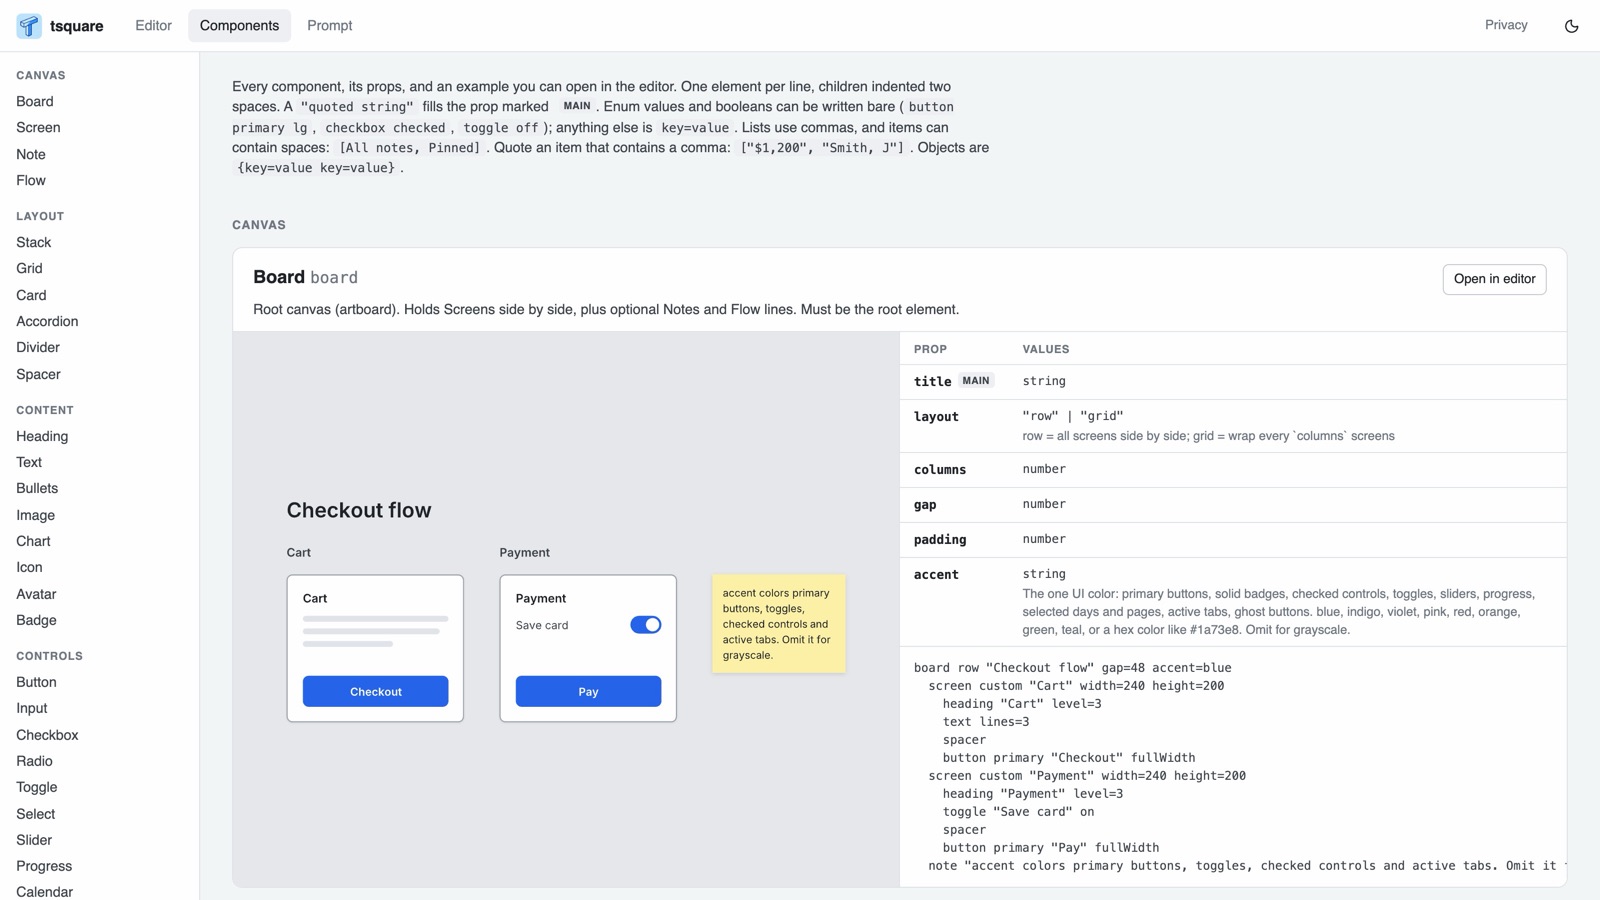 tsquare
Editor
Components
Prompt
Privacy
CANVAS
Board
Screen
Note
Flow
LAYOUT
Stack
Grid
Card
Accordion
Divider
Spacer
CONTENT
Heading
Text
Bullets
Image
Chart
Icon
Avatar
Badge
CONTROLS
Button
Input
Checkbox
Radio
Toggle
Select
Slider
Progress
Calendar
Every component, its props, and an example you can open in the editor. One element per line, children indented two
spaces. A "quoted string" fills the prop marked MAIN . Enum values and booleans can be written bare ( button
primary lg , checkbox checked , toggle off ); anything else is key=value . Lists use commas, and items can
contain spaces: [All notes, Pinned] . Quote an item that contains a comma: ["$1,200", "Smith, J"] . Objects are
{key=value key=value} .
CANVAS
Board board
Open in editor
Root canvas (artboard). Holds Screens side by side, plus optional Notes and Flow lines. Must be the root element.
Checkout flow
Cart
Cart
Checkout
Payment
Payment
Save card
Pay
accent colors primary
buttons, toggles,
checked controls and
active tabs. Omit it for
grayscale.
PROP VALUES
title MAIN string
layout "row" | "grid"
row = all screens side by side; grid = wrap every `columns` screens
columns number
gap number
padding number
accent string
The one UI color: primary buttons, solid badges, checked controls, toggles, sliders, progress,
selected days and pages, active tabs, ghost buttons. blue, indigo, violet, pink, red, orange,
green, teal, or a hex color like #1a73e8. Omit for grayscale.
board row "Checkout flow" gap=48 accent=blue
  screen custom "Cart" width=240 height=200
    heading "Cart" level=3
    text lines=3
    spacer
    button primary "Checkout" fullWidth
  screen custom "Payment" width=240 height=200
    heading "Payment" level=3
    toggle "Save card" on
    spacer
    button primary "Pay" fullWidth
  note "accent colors primary buttons, toggles, checked controls and active tabs. Omit it